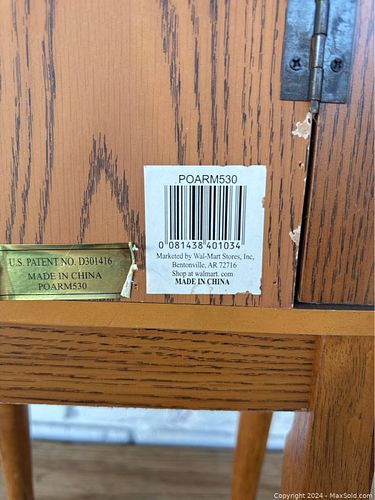 POARM530
0 081438 401034
Marketed by Wal-Mart Stores, Inc,
Bentonville, AR 72716
Shop at walmart. com
MADE IN CHINA
U.S. PATENT NO. D301416
MADE IN CHINA
POARM530
Copyright © 2024 - MaxSold.com